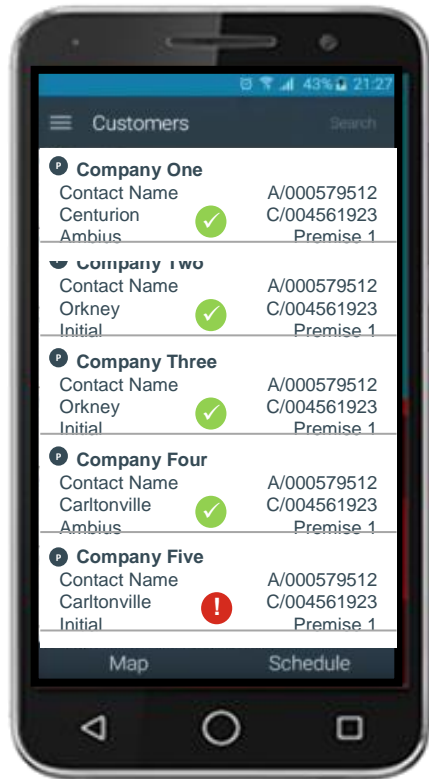 43% 21:27
Customers Search
P Company One
Contact Name A/000579512
Centurion C/004561923
Ambius Premise 1
Company Two
Contact Name A/000579512
Orkney C/004561923
Initial Premise 1
P Company Three
Contact Name A/000579512
Orkney C/004561923
Initial Premise 1
P Company Four
Contact Name A/000579512
Carltonville C/004561923
Ambius Premise 1
P Company Five
Contact Name A/000579512
Carltonville ! C/004561923
Initial Premise 1
Map Schedule